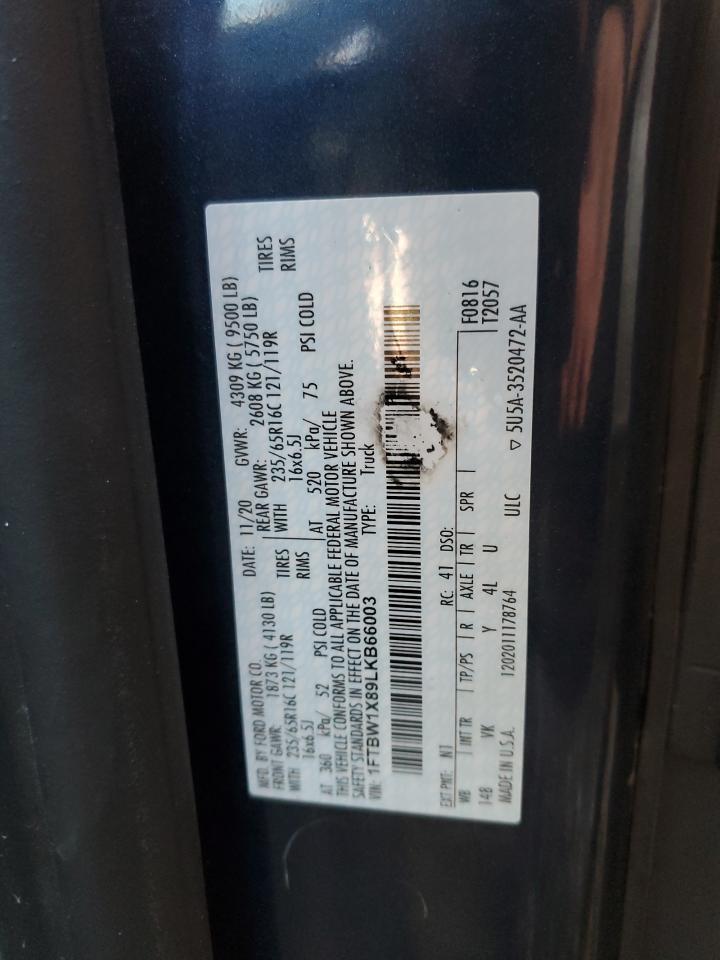 MFD. BY FORD MOTOR CO. DATE: 11/20 GVWR: 4309 KG ( 9500 LB)
FRONT GAWR: 1873 KG ( 4130 LB) REAR GAWR: 2608 KG ( 5750 LB)
WITH 235/65R16C 121/119R TIRES WITH 235/65R16C 121/119R TIRES
16x6.5J RIMS 16x6.5J RIMS
AT 360 kPa/ 52 PSI COLD AT 520 kPa/ 75 PSI COLD
THIS VEHICLE CONFORMS TO ALL APPLICABLE FEDERAL MOTOR VEHICLE
SAFETY STANDARDS IN EFFECT ON THE DATE OF MANUFACTURE SHOWN ABOVE.
VIN: 1FTBW1X89LKB66003 TYPE: Truck
EXT PNT: N1 RC: 41 DSO: F0816
WB INT TR TP/PS R AXLE TR SPR T2057
148 VK Y 4L U
MADE IN U.S.A. 12020111178764 ULC ▽ 5U5A-3520472-AA